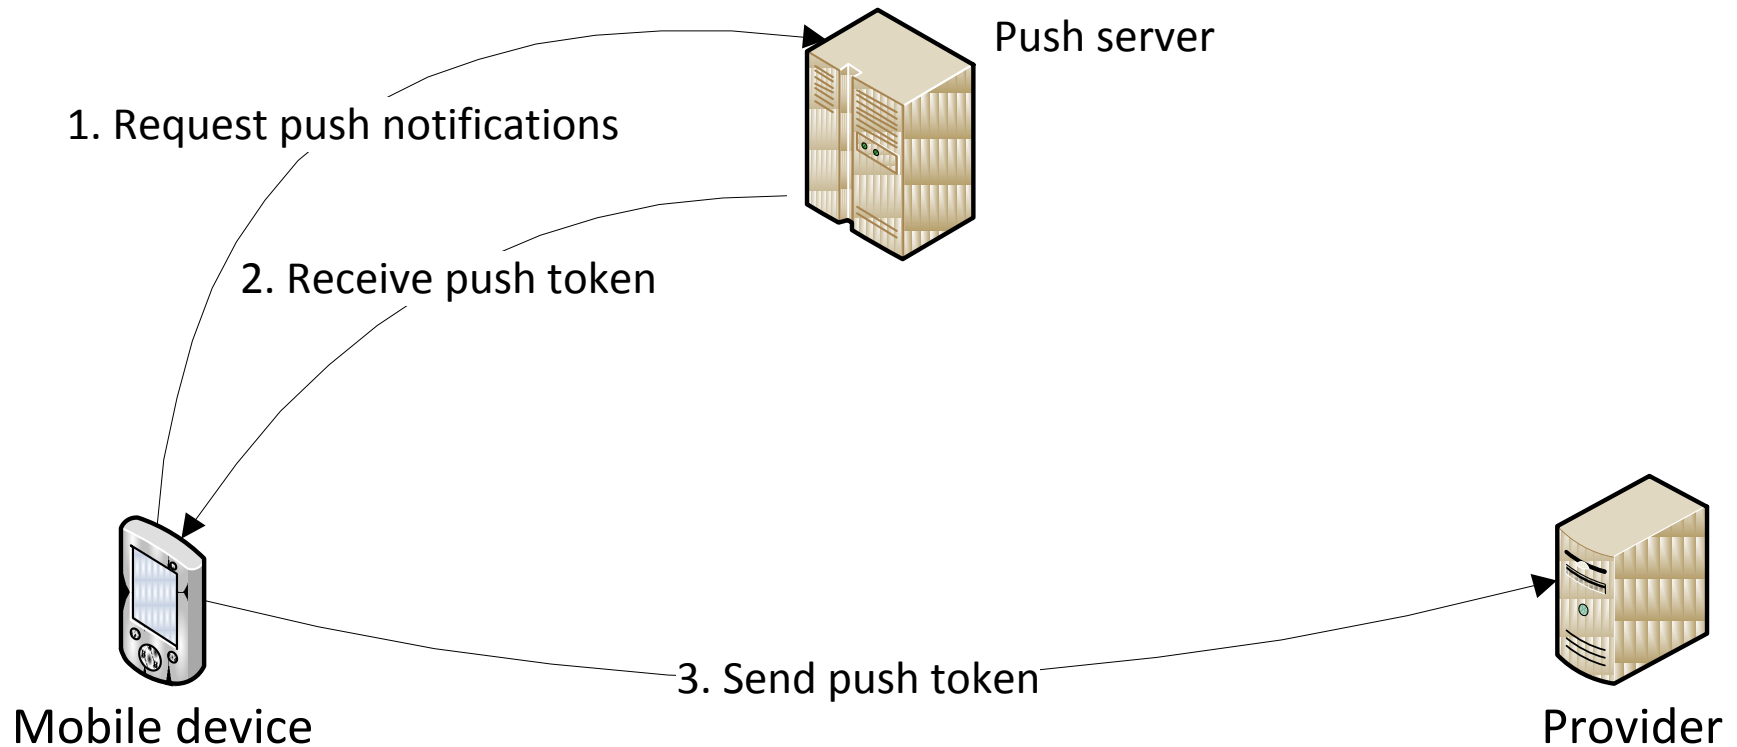 Push server
1. Request push notifications
2. Receive push token
3. Send push token
Mobile device
Provider